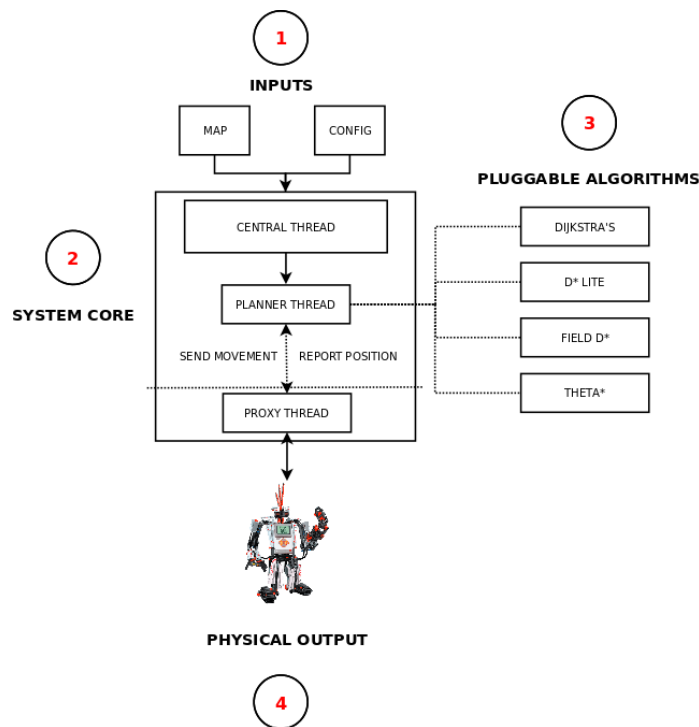 1
INPUTS
MAP
CONFIG
3
PLUGGABLE ALGORITHMS
CENTRAL THREAD
DIJKSTRA'S
2
SYSTEM CORE
D* LITE
PLANNER THREAD
FIELD D*
SEND MOVEMENT
REPORT POSITION
THETA*
PROXY THREAD
PHYSICAL OUTPUT
4